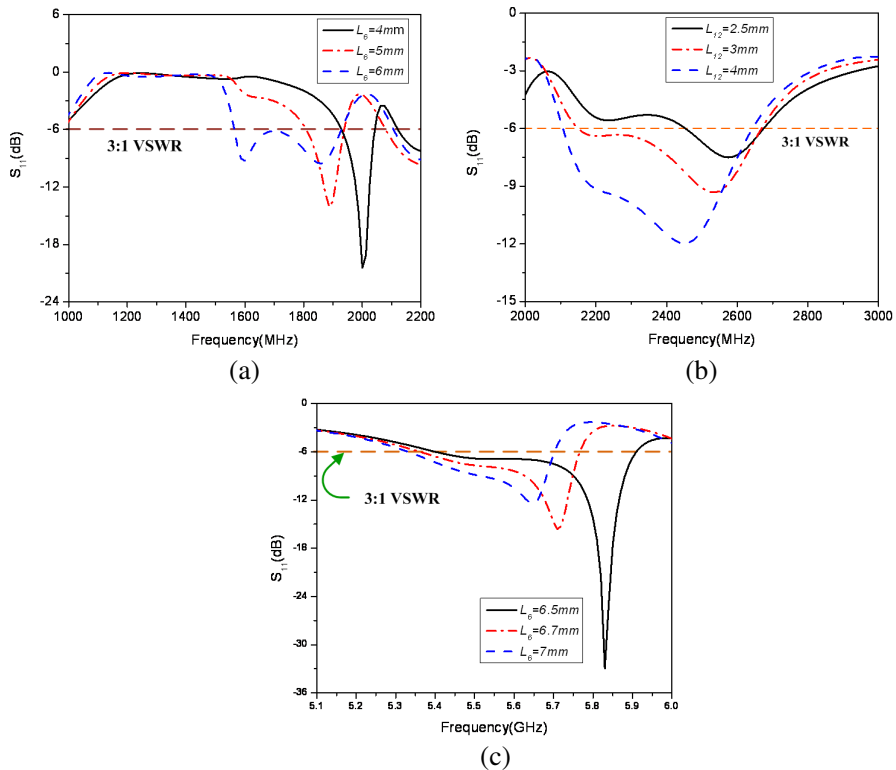 6
0
-6
-12
-18
-24
S₁₁(dB)
L₆=4mm
L₆=5mm
L₆=6mm
3:1 VSWR
1000 1200 1400 1600 1800 2000 2200
Frequency(MHz)
(a)
0
-3
-6
-9
-12
-15
S₁₁(dB)
L₁₂=2.5mm
L₁₂=3mm
L₁₂=4mm
3:1 VSWR
2000 2200 2400 2600 2800 3000
Frequency(MHz)
(b)
0
-6
-12
-18
-24
-30
-36
S₁₁(dB)
3:1 VSWR
L₆=6.5mm
L₆=6.7mm
L₆=7mm
5.1 5.2 5.3 5.4 5.5 5.6 5.7 5.8 5.9 6.0
Frequency(GHz)
(c)